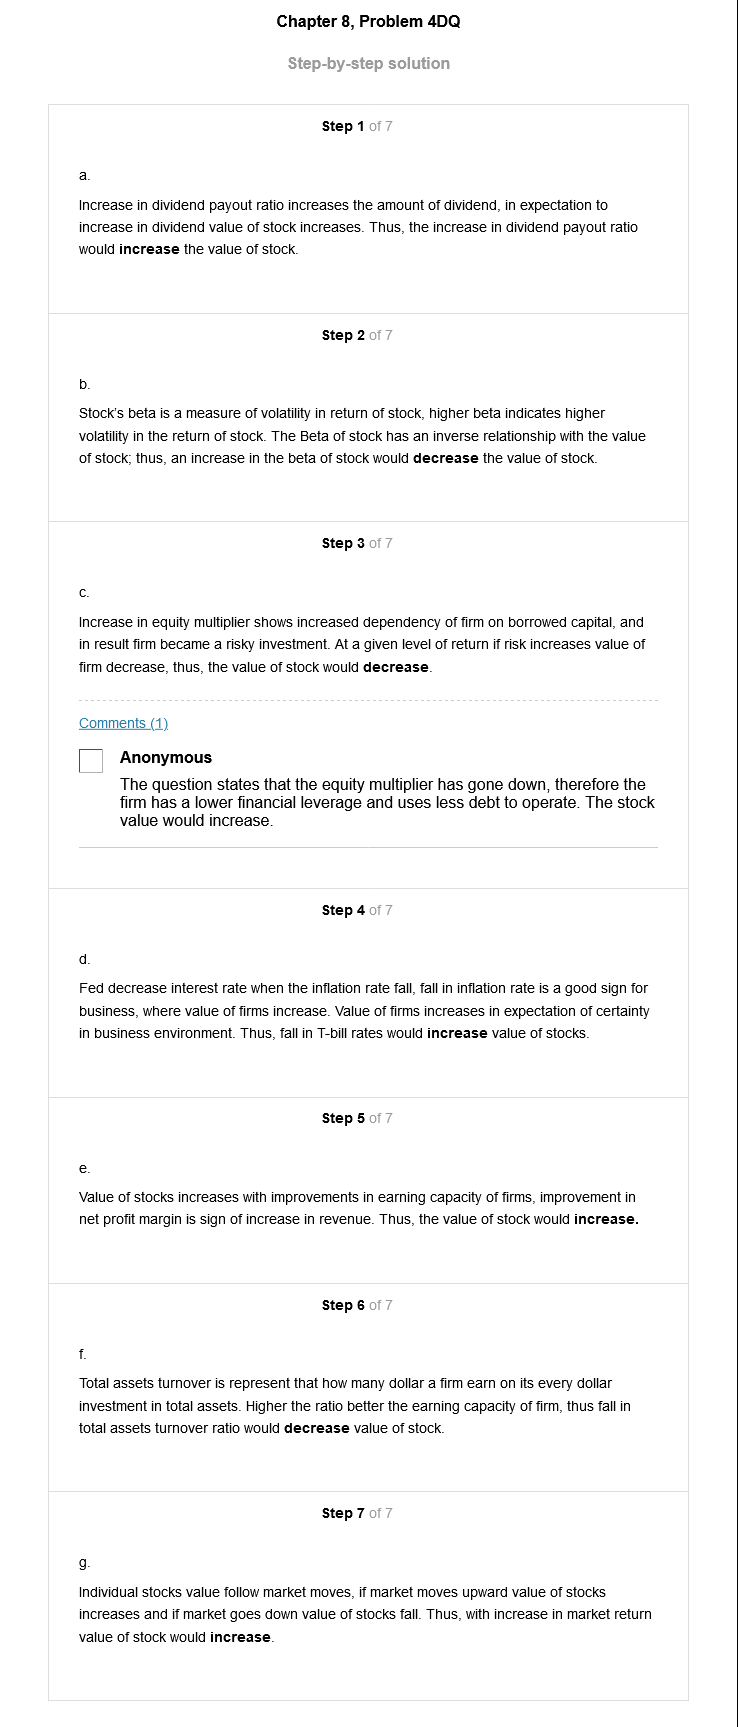 Chapter 8, Problem 4DQ
Step-by-step solution
Step 1 of 7
a.
Increase in dividend payout ratio increases the amount of dividend, in expectation to
increase in dividend value of stock increases. Thus, the increase in dividend payout ratio
would increase the value of stock.
Step 2 of 7
b.
Stock's beta is a measure of volatility in return of stock, higher beta indicates higher
volatility in the return of stock. The Beta of stock has an inverse relationship with the value
of stock; thus, an increase in the beta of stock would decrease the value of stock.
Step 3 of 7
c.
Increase in equity multiplier shows increased dependency of firm on borrowed capital, and
in result firm became a risky investment. At a given level of return if risk increases value of
firm decrease, thus, the value of stock would decrease.
Comments (1)
Anonymous
The question states that the equity multiplier has gone down, therefore the
firm has a lower financial leverage and uses less debt to operate. The stock
value would increase.
Step 4 of 7
d.
Fed decrease interest rate when the inflation rate fall, fall in inflation rate is a good sign for
business, where value of firms increase. Value of firms increases in expectation of certainty
in business environment. Thus, fall in T-bill rates would increase value of stocks.
Step 5 of 7
e.
Value of stocks increases with improvements in earning capacity of firms, improvement in
net profit margin is sign of increase in revenue. Thus, the value of stock would increase.
Step 6 of 7
f.
Total assets turnover is represent that how many dollar a firm earn on its every dollar
investment in total assets. Higher the ratio better the earning capacity of firm, thus fall in
total assets turnover ratio would decrease value of stock.
Step 7 of 7
g.
Individual stocks value follow market moves, if market moves upward value of stocks
increases and if market goes down value of stocks fall. Thus, with increase in market return
value of stock would increase.